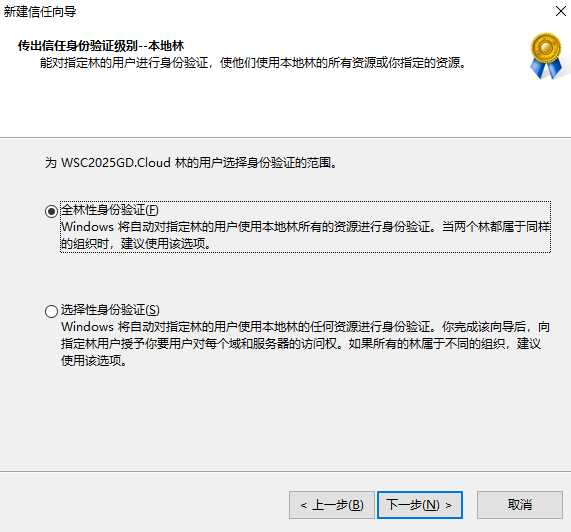 新建信任向导
传出信任身份验证级别--本地林
能对指定林的用户进行身份验证，使他们使用本地林的所有资源或你指定的资源。
为 WSC2025GD.Cloud 林的用户选择身份验证的范围。
全林性身份验证(F)
Windows 将自动对指定林的用户使用本地林所有的资源进行身份验证。当两个林都属于同样
的组织时，建议使用该选项。
选择性身份验证(S)
Windows 将自动对指定林的用户使用本地林的任何资源进行身份验证。你完成该向导后，向
指定林用户授予你要用户对每个域和服务器的访问权。如果所有的林属于不同的组织，建议
使用该选项。
< 上一步(B) 下一步(N) > 取消